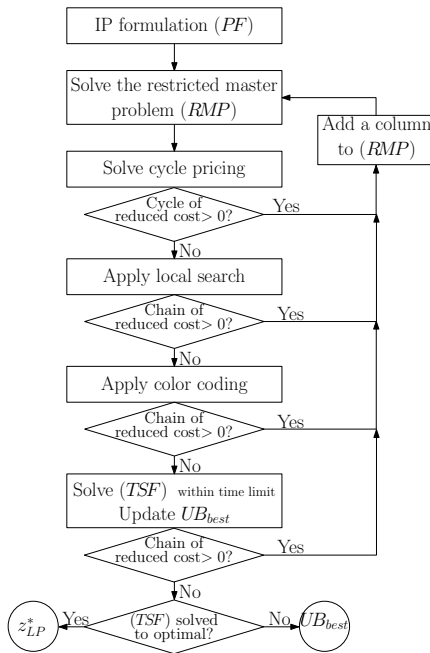 IP formulation (PF)
Solve the restricted master
problem (RMP)
Add a column
to (RMP)
Solve cycle pricing
Cycle of
reduced cost> 0?
Yes
No
Apply local search
Chain of
reduced cost> 0?
Yes
No
Apply color coding
Chain of
reduced cost> 0?
Yes
No
Solve (TSF) within time limit
Update UB_best
Chain of
reduced cost> 0?
Yes
No
z*_LP
Yes
(TSF) solved
to optimal?
No
UB_best